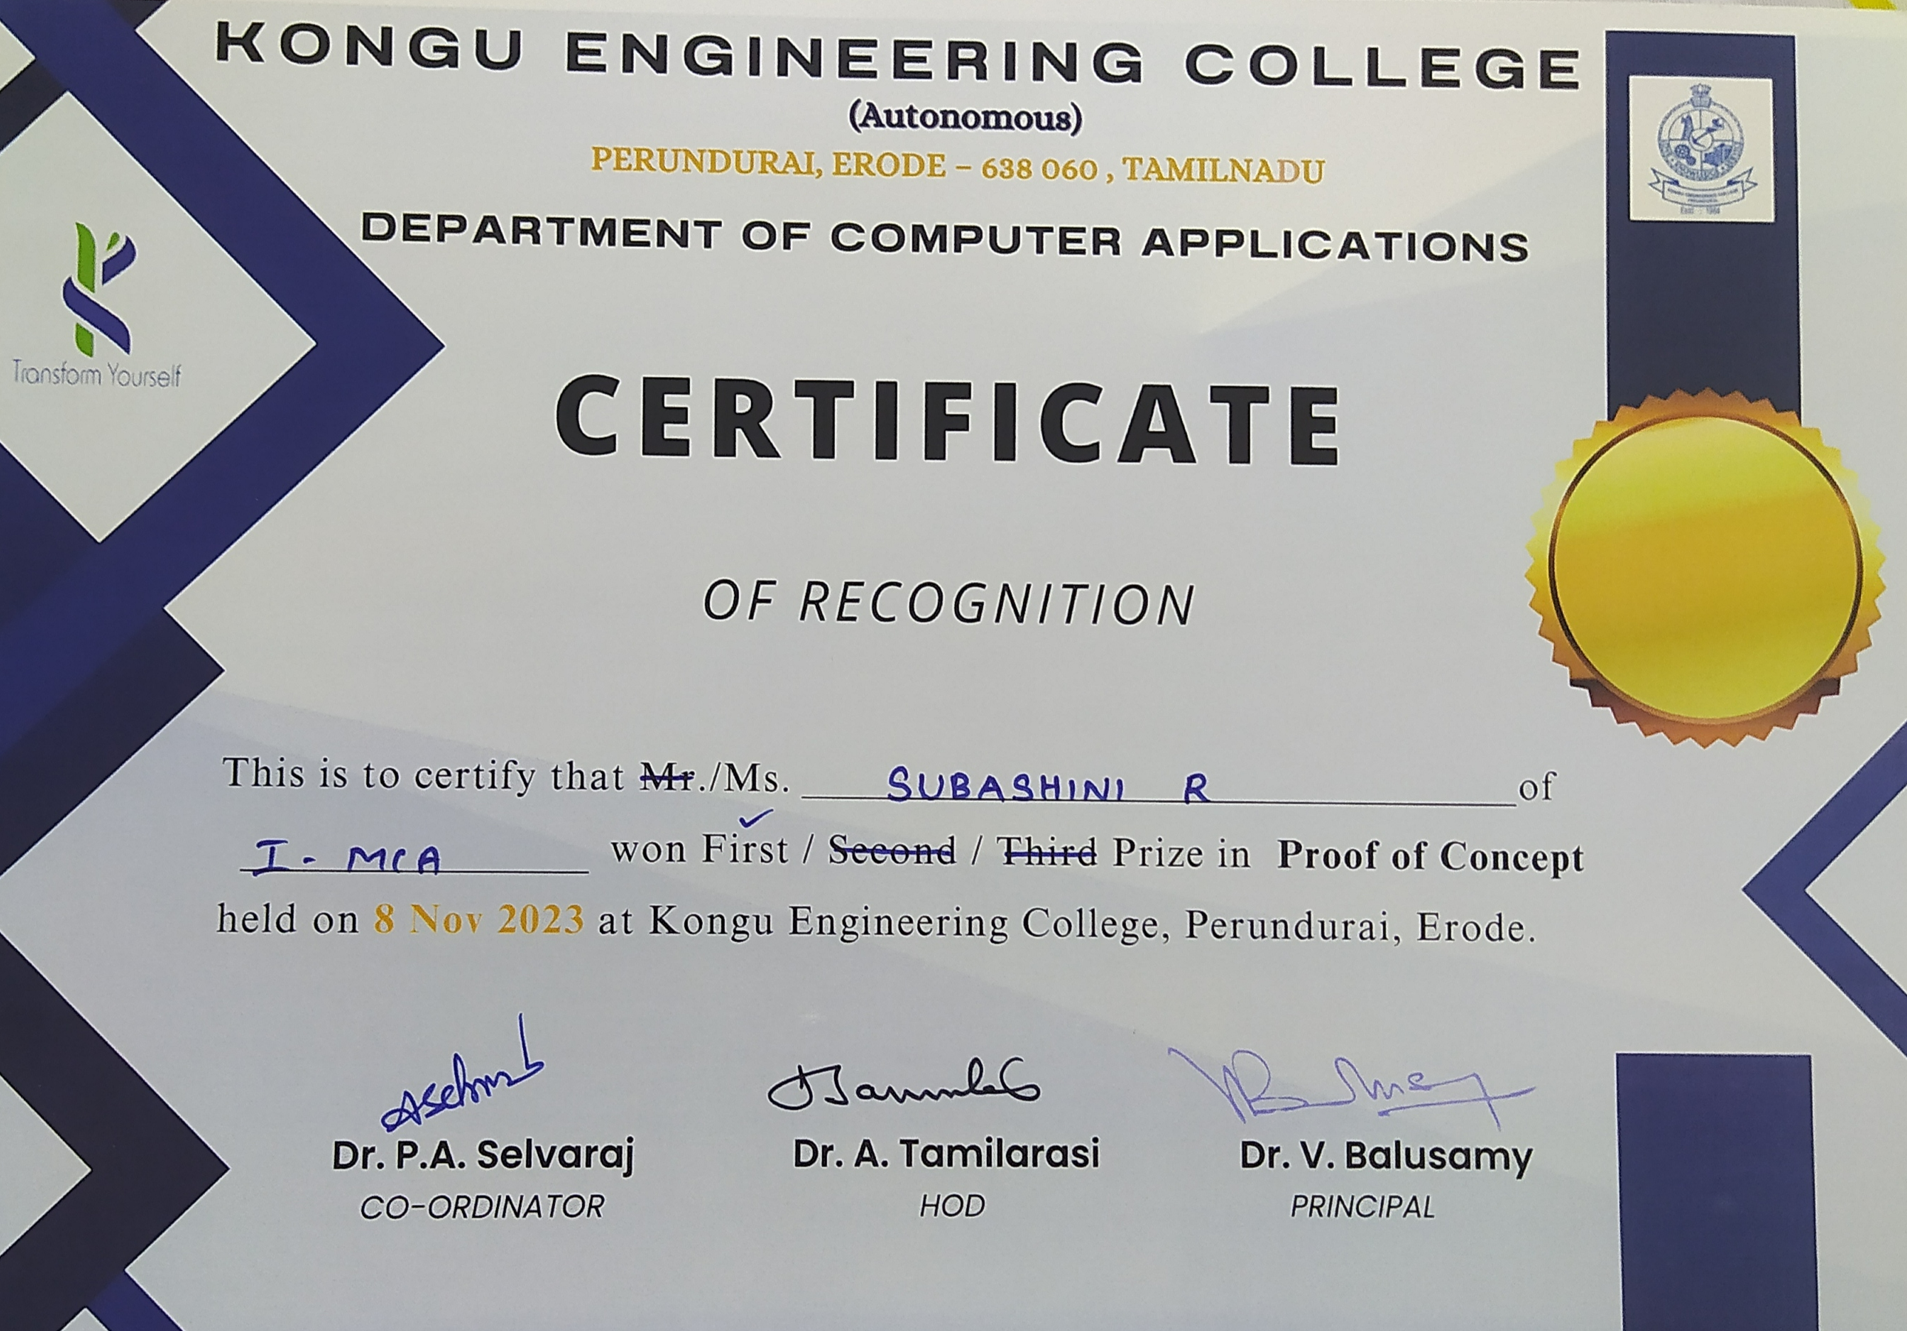 KONGU ENGINEERING COLLEGE
(Autonomous)
PERUNDURAI, ERODE – 638 060 , TAMILNADU
DEPARTMENT OF COMPUTER APPLICATIONS
Transform Yourself
CERTIFICATE
OF RECOGNITION
This is to certify that Mr./Ms. SUBASHINI R of
I - MCA won First / Second / Third Prize in Proof of Concept
held on 8 Nov 2023 at Kongu Engineering College, Perundurai, Erode.
Dr. P.A. Selvaraj Dr. A. Tamilarasi Dr. V. Balusamy
CO-ORDINATOR HOD PRINCIPAL